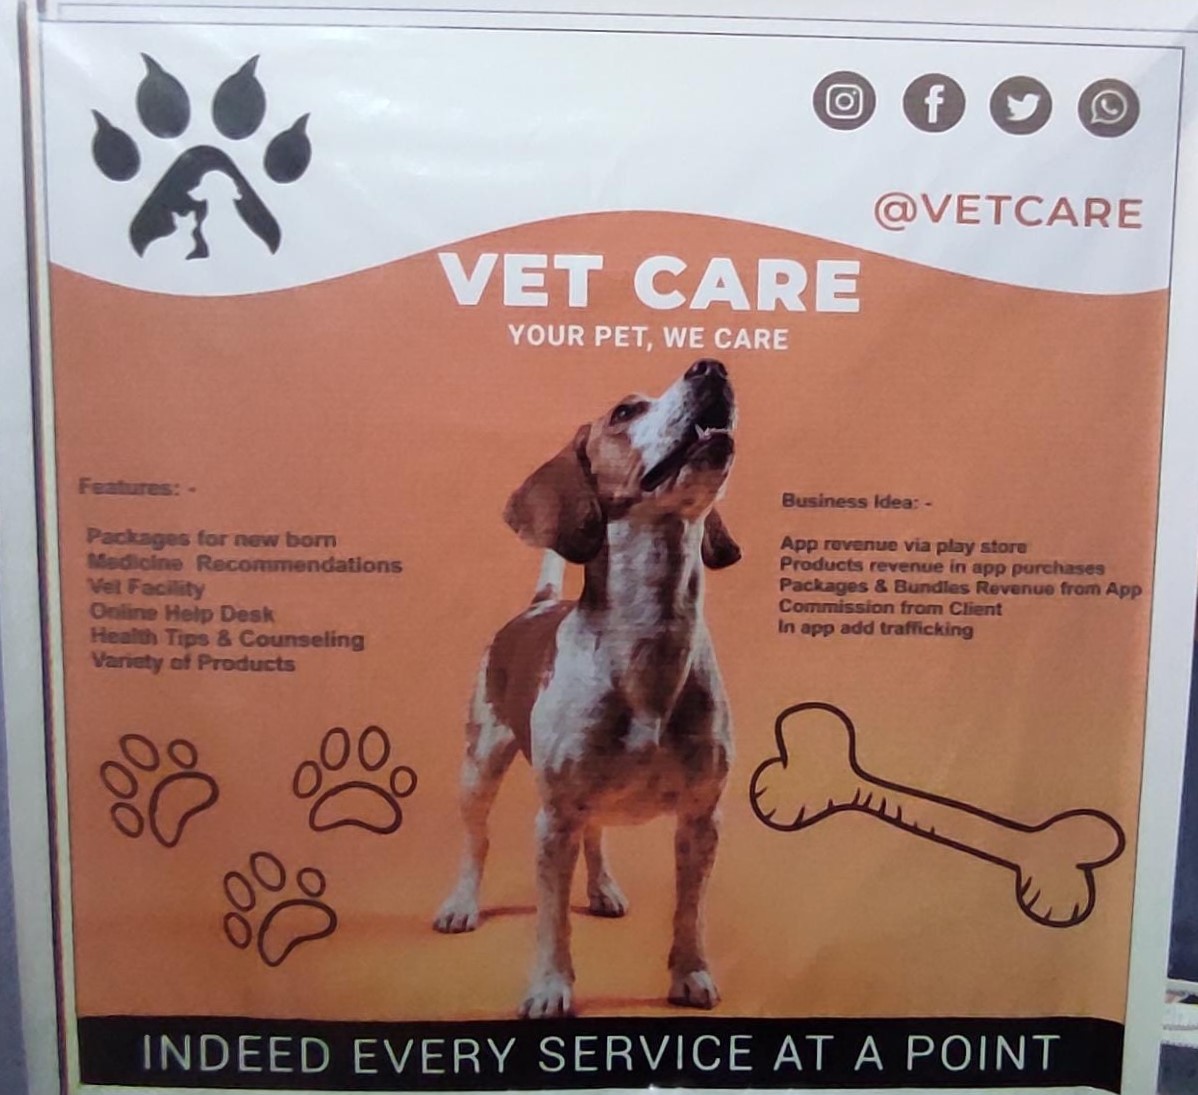 @VETCARE
VET CARE
YOUR PET, WE CARE
Features: -
Packages for new born
Medicine Recommendations
Vet Facility
Online Help Desk
Health Tips & Counseling
Variety of Products
Business Idea: -
App revenue via play store
Products revenue in app purchases
Packages & Bundles Revenue from App
Commission from Client
In app add trafficking
INDEED EVERY SERVICE AT A POINT